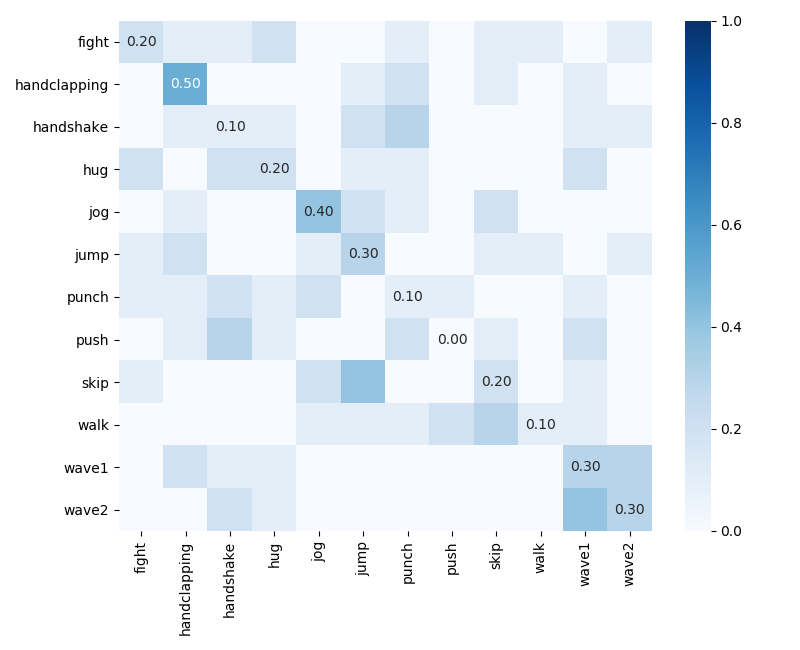 fight 0.20
handclapping 0.50
handshake 0.10
hug 0.20
jog 0.40
jump 0.30
punch 0.10
push 0.00
skip 0.20
walk 0.10
wave1 0.30
wave2 0.30
fight handclapping handshake hug jog jump punch push skip walk wave1 wave2
1.0
0.8
0.6
0.4
0.2
0.0